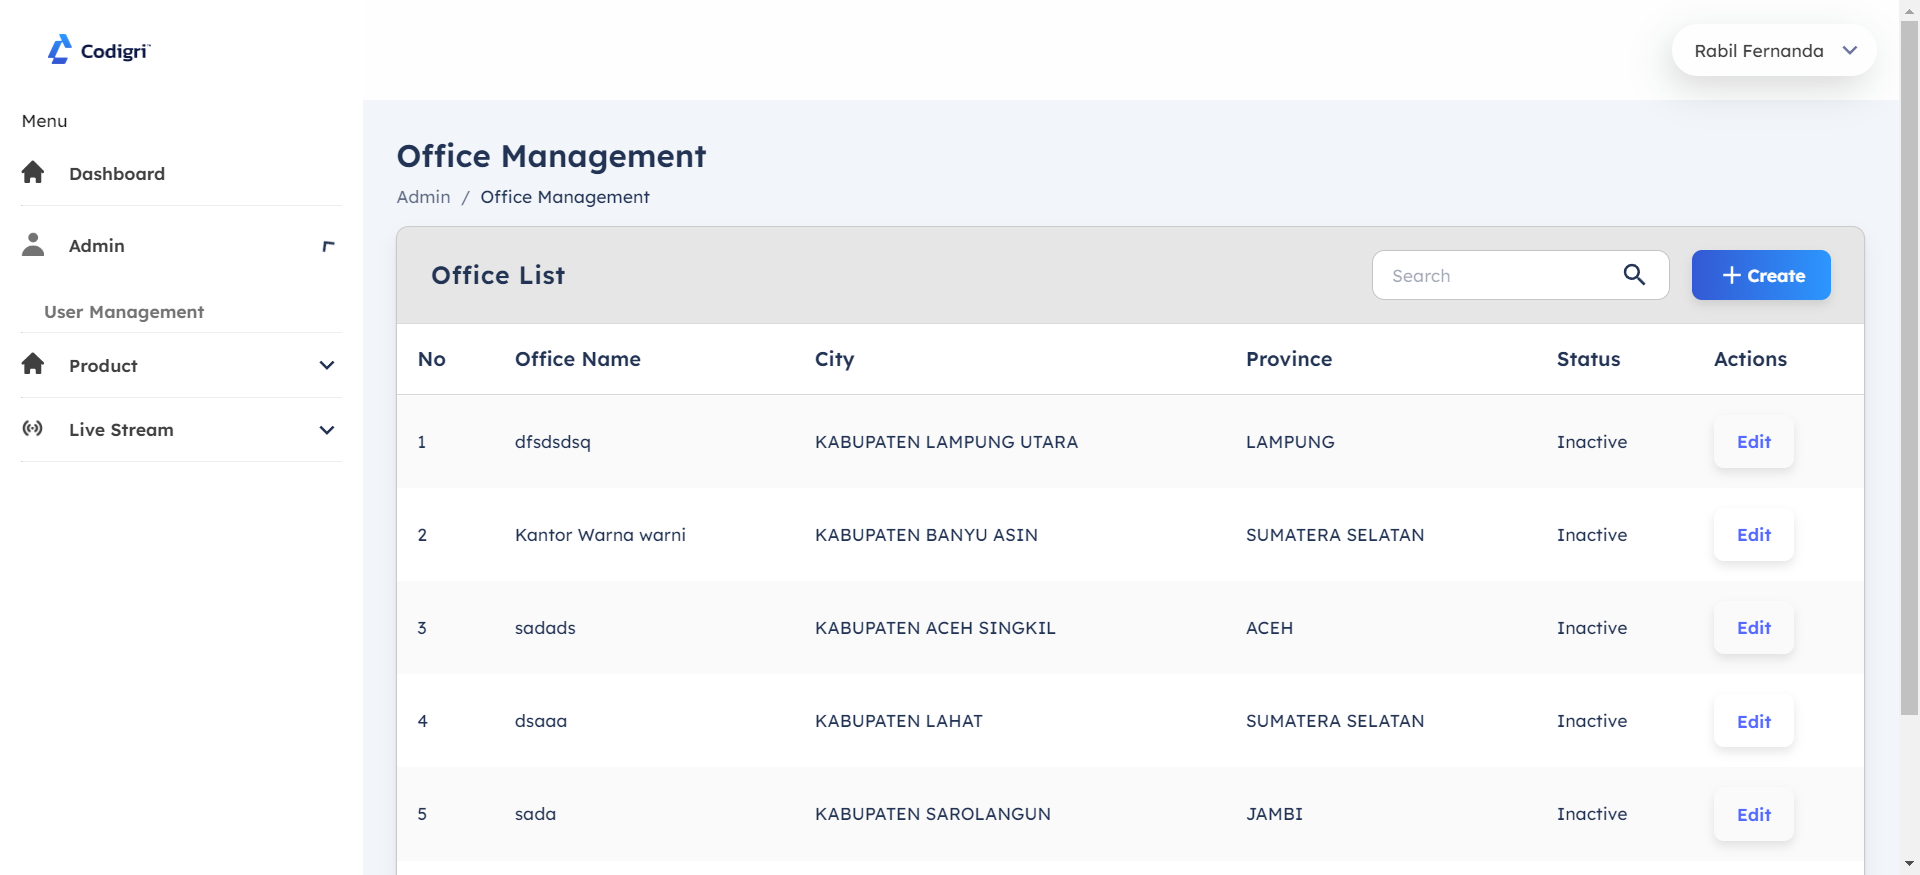 Codigri™
Rabil Fernanda
Menu
Dashboard
Admin
User Management
Product
Live Stream
Office Management
Admin / Office Management
Office List
Search
+ Create
No Office Name City Province Status Actions
1 dfsdsdsq KABUPATEN LAMPUNG UTARA LAMPUNG Inactive Edit
2 Kantor Warna warni KABUPATEN BANYU ASIN SUMATERA SELATAN Inactive Edit
3 sadads KABUPATEN ACEH SINGKIL ACEH Inactive Edit
4 dsaaa KABUPATEN LAHAT SUMATERA SELATAN Inactive Edit
5 sada KABUPATEN SAROLANGUN JAMBI Inactive Edit